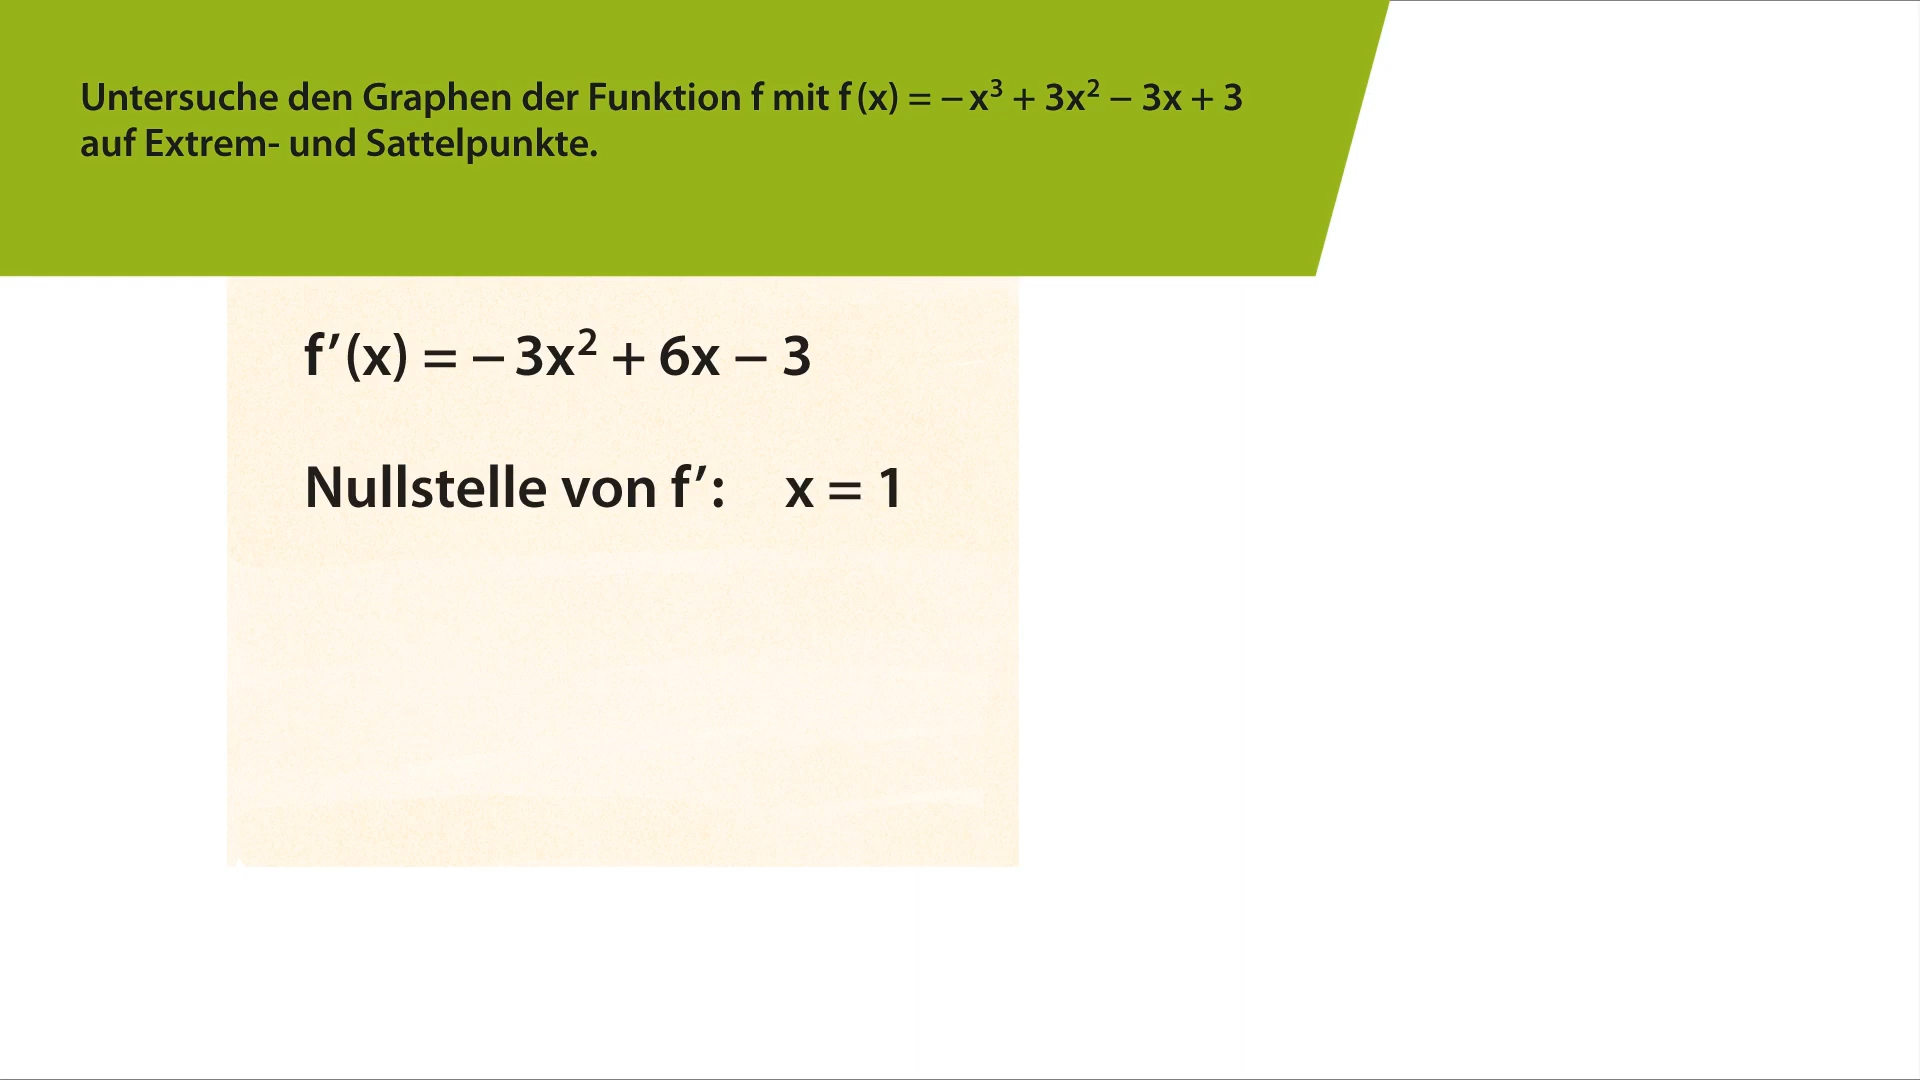 Untersuche den Graphen der Funktion f mit f (x) = – x³ + 3x² – 3x + 3
auf Extrem- und Sattelpunkte.
f′(x) = – 3x² + 6x – 3
Nullstelle von f′: x = 1